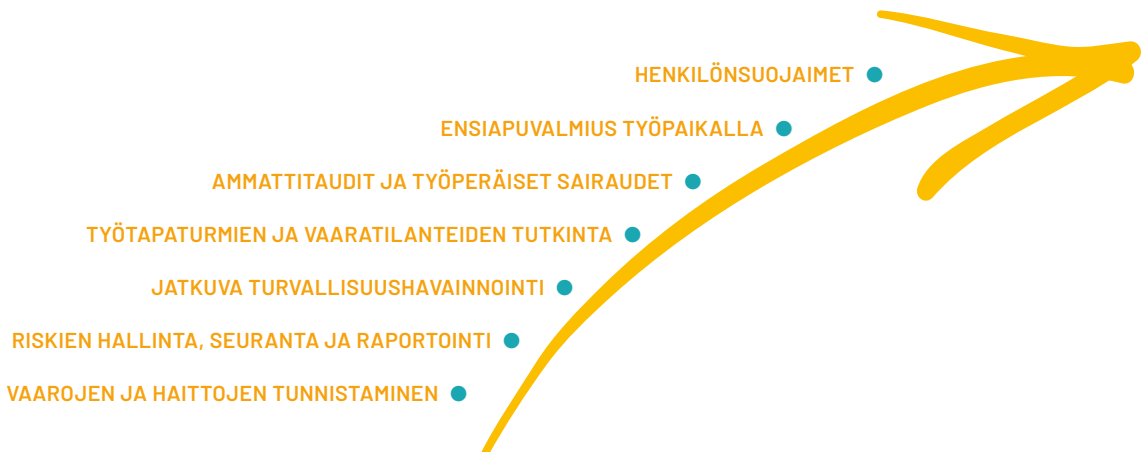 HENKILÖNSUOJAIMET
ENSIAPUVALMIUS TYÖPAIKALLA
AMMATTITAUDIT JA TYÖPERÄISET SAIRAUDET
TYÖTAPATURMIEN JA VAARATILANTEIDEN TUTKINTA
JATKUVA TURVALLISUUSHAVAINNOINTI
RISKIEN HALLINTA, SEURANTA JA RAPORTOINTI
VAAROJEN JA HAITTOJEN TUNNISTAMINEN